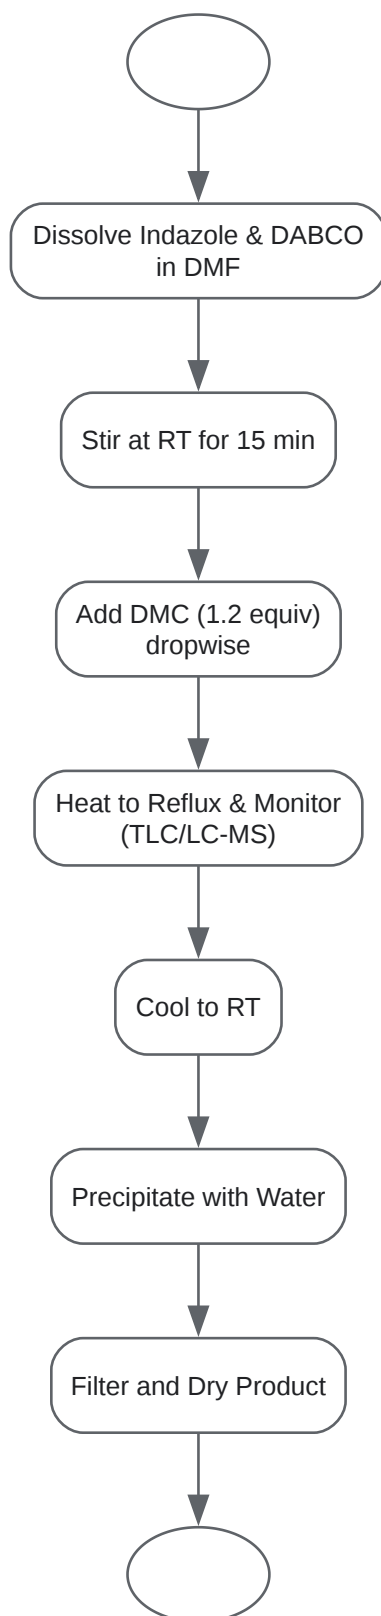 Dissolve Indazole & DABCO
in DMF
Stir at RT for 15 min
Add DMC (1.2 equiv)
dropwise
Heat to Reflux & Monitor
(TLC/LC-MS)
Cool to RT
Precipitate with Water
Filter and Dry Product